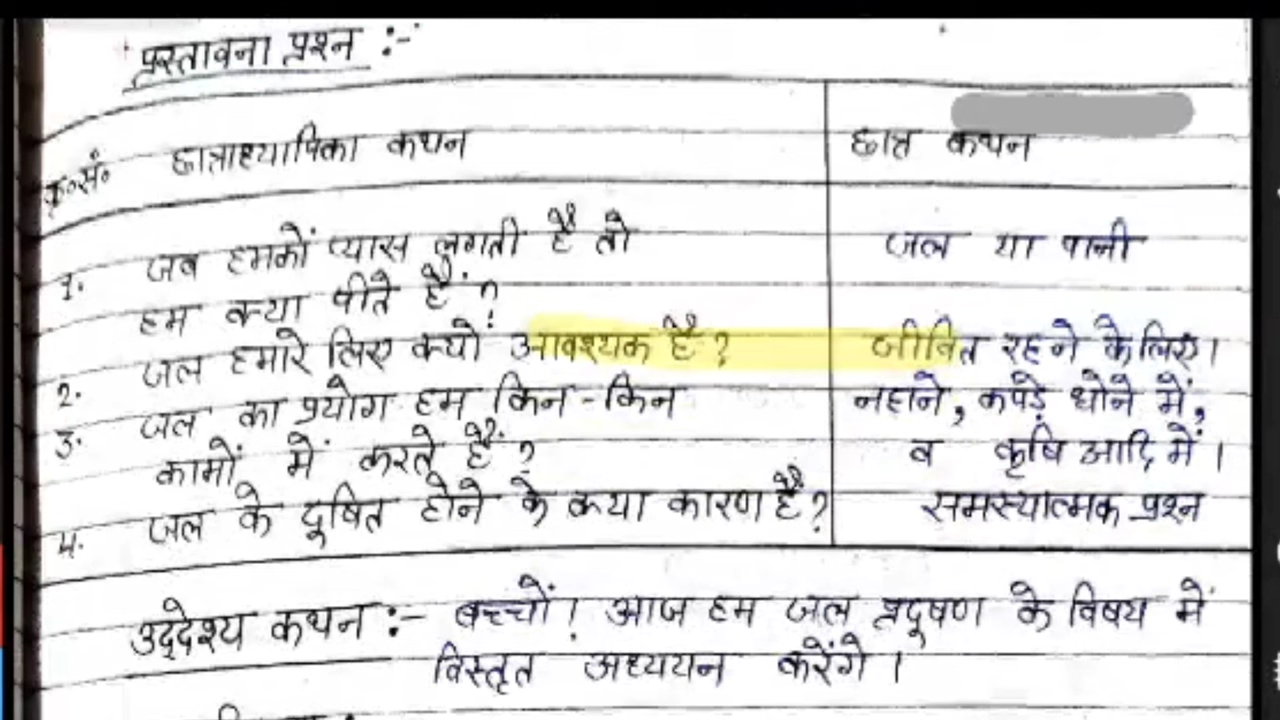 प्रस्तावना प्रश्न :-
क्र॰सं॰ छात्राध्यापिका कथन छात्र कथन
1. जब हमकों प्यास लगती है तो जल या पानी
हम क्या पीते हैं ?
2. जल हमारे लिए क्यों आवश्यक है ? जीवित रहने के लिए।
3. जल का प्रयोग हम किन-किन नहाने, कपड़े धोने में,
कामों में करते हैं ? व कृषि आदि में।
4. जल के दूषित होने के क्या कारण है ? समस्यात्मक प्रश्न
उद्देश्य कथन :- बच्चों! आज हम जल प्रदूषण के विषय में
विस्तृत अध्ययन करेंगे।